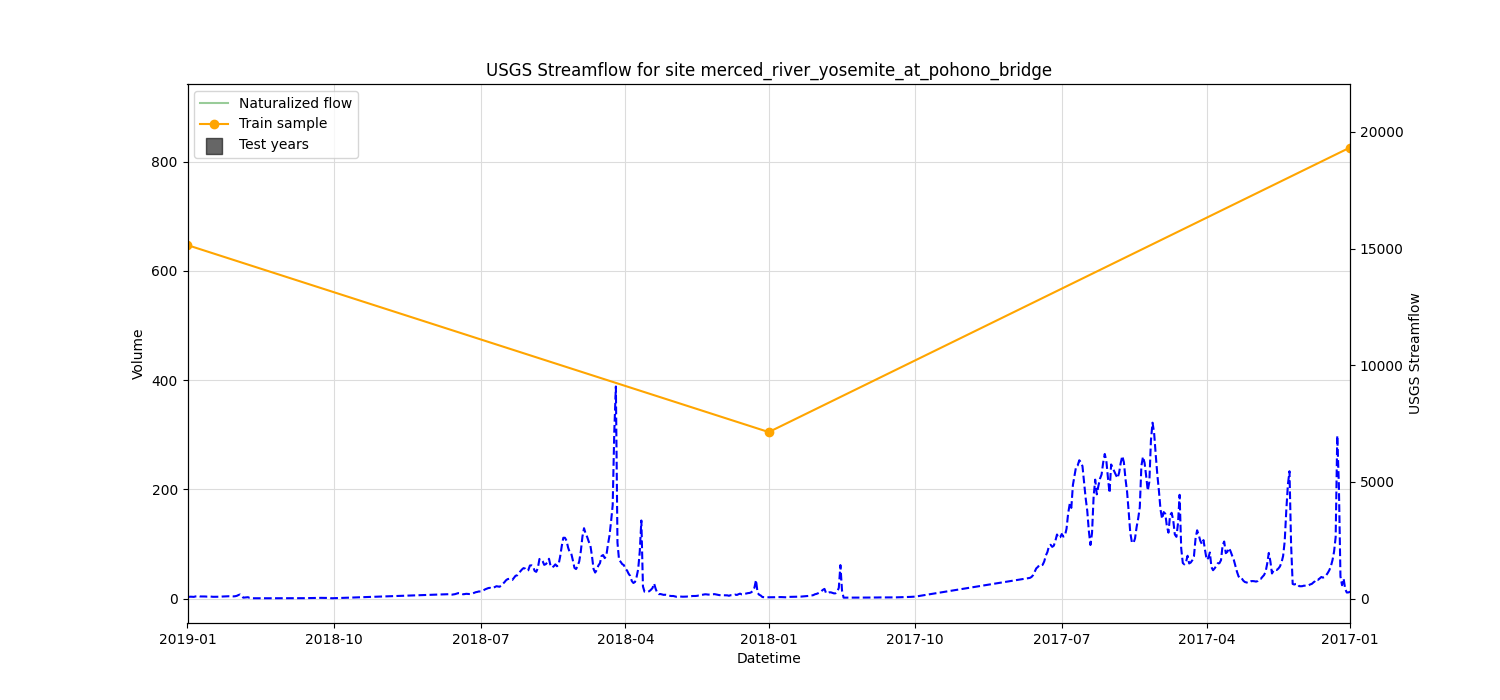 USGS Streamflow for site merced_river_yosemite_at_pohono_bridge
Naturalized flow
Train sample
Test years
800
600
400
200
0
Volume
20000
15000
10000
5000
0
USGS Streamflow
2019-01
2018-10
2018-07
2018-04
2018-01
2017-10
2017-07
2017-04
2017-01
Datetime